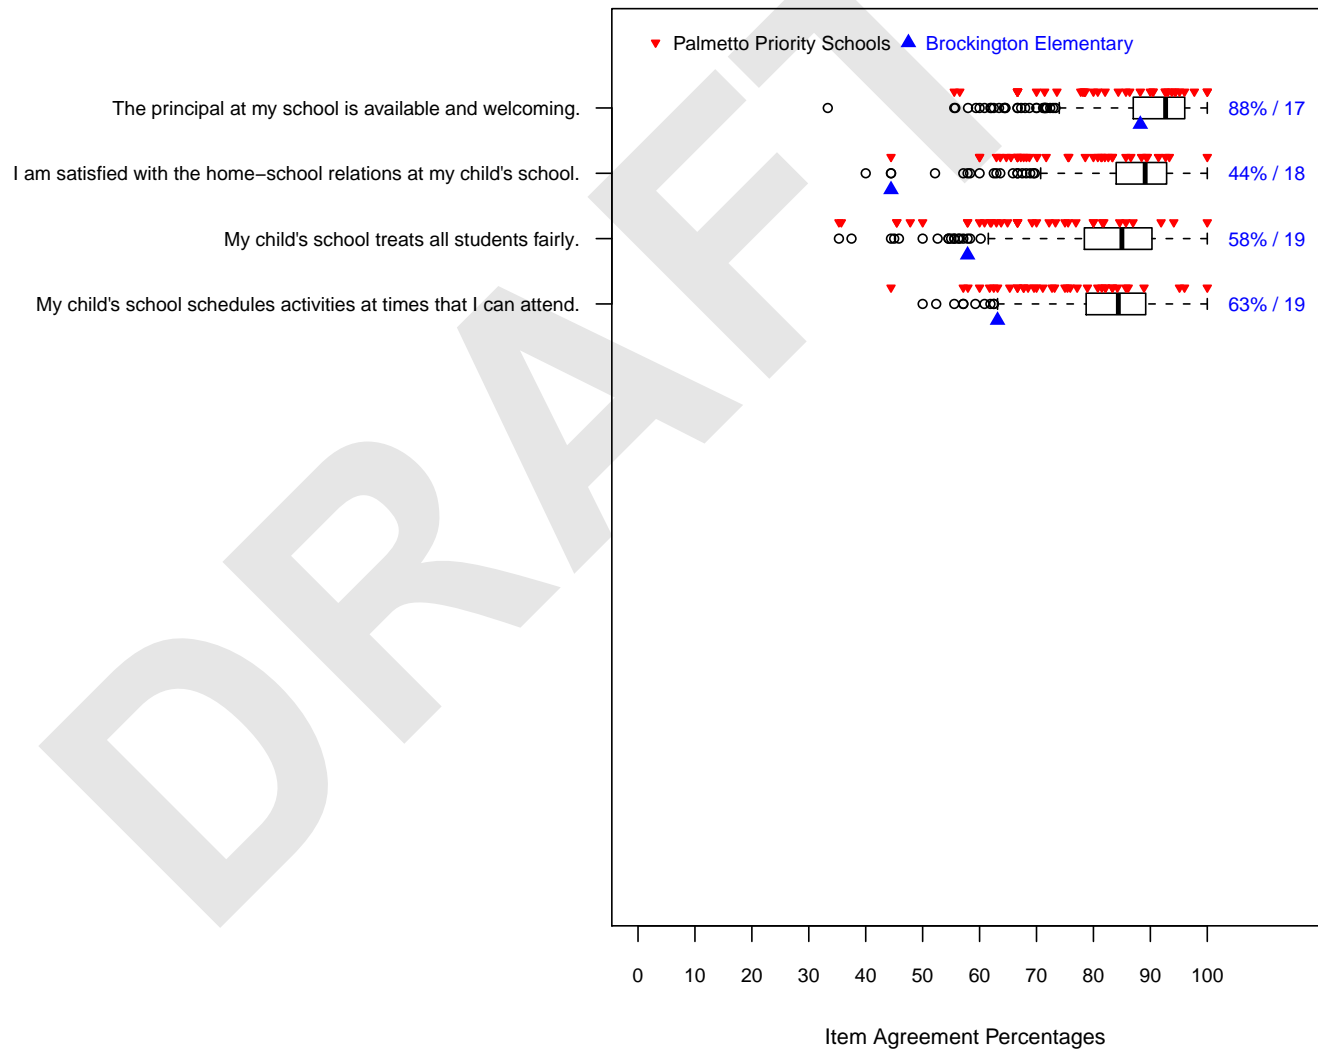 Palmetto Priority Schools Brockington Elementary
The principal at my school is available and welcoming. 88% / 17
I am satisfied with the home−school relations at my child's school. 44% / 18
My child's school treats all students fairly. 58% / 19
My child's school schedules activities at times that I can attend. 63% / 19
DRAFT
0 10 20 30 40 50 60 70 80 90 100
Item Agreement Percentages